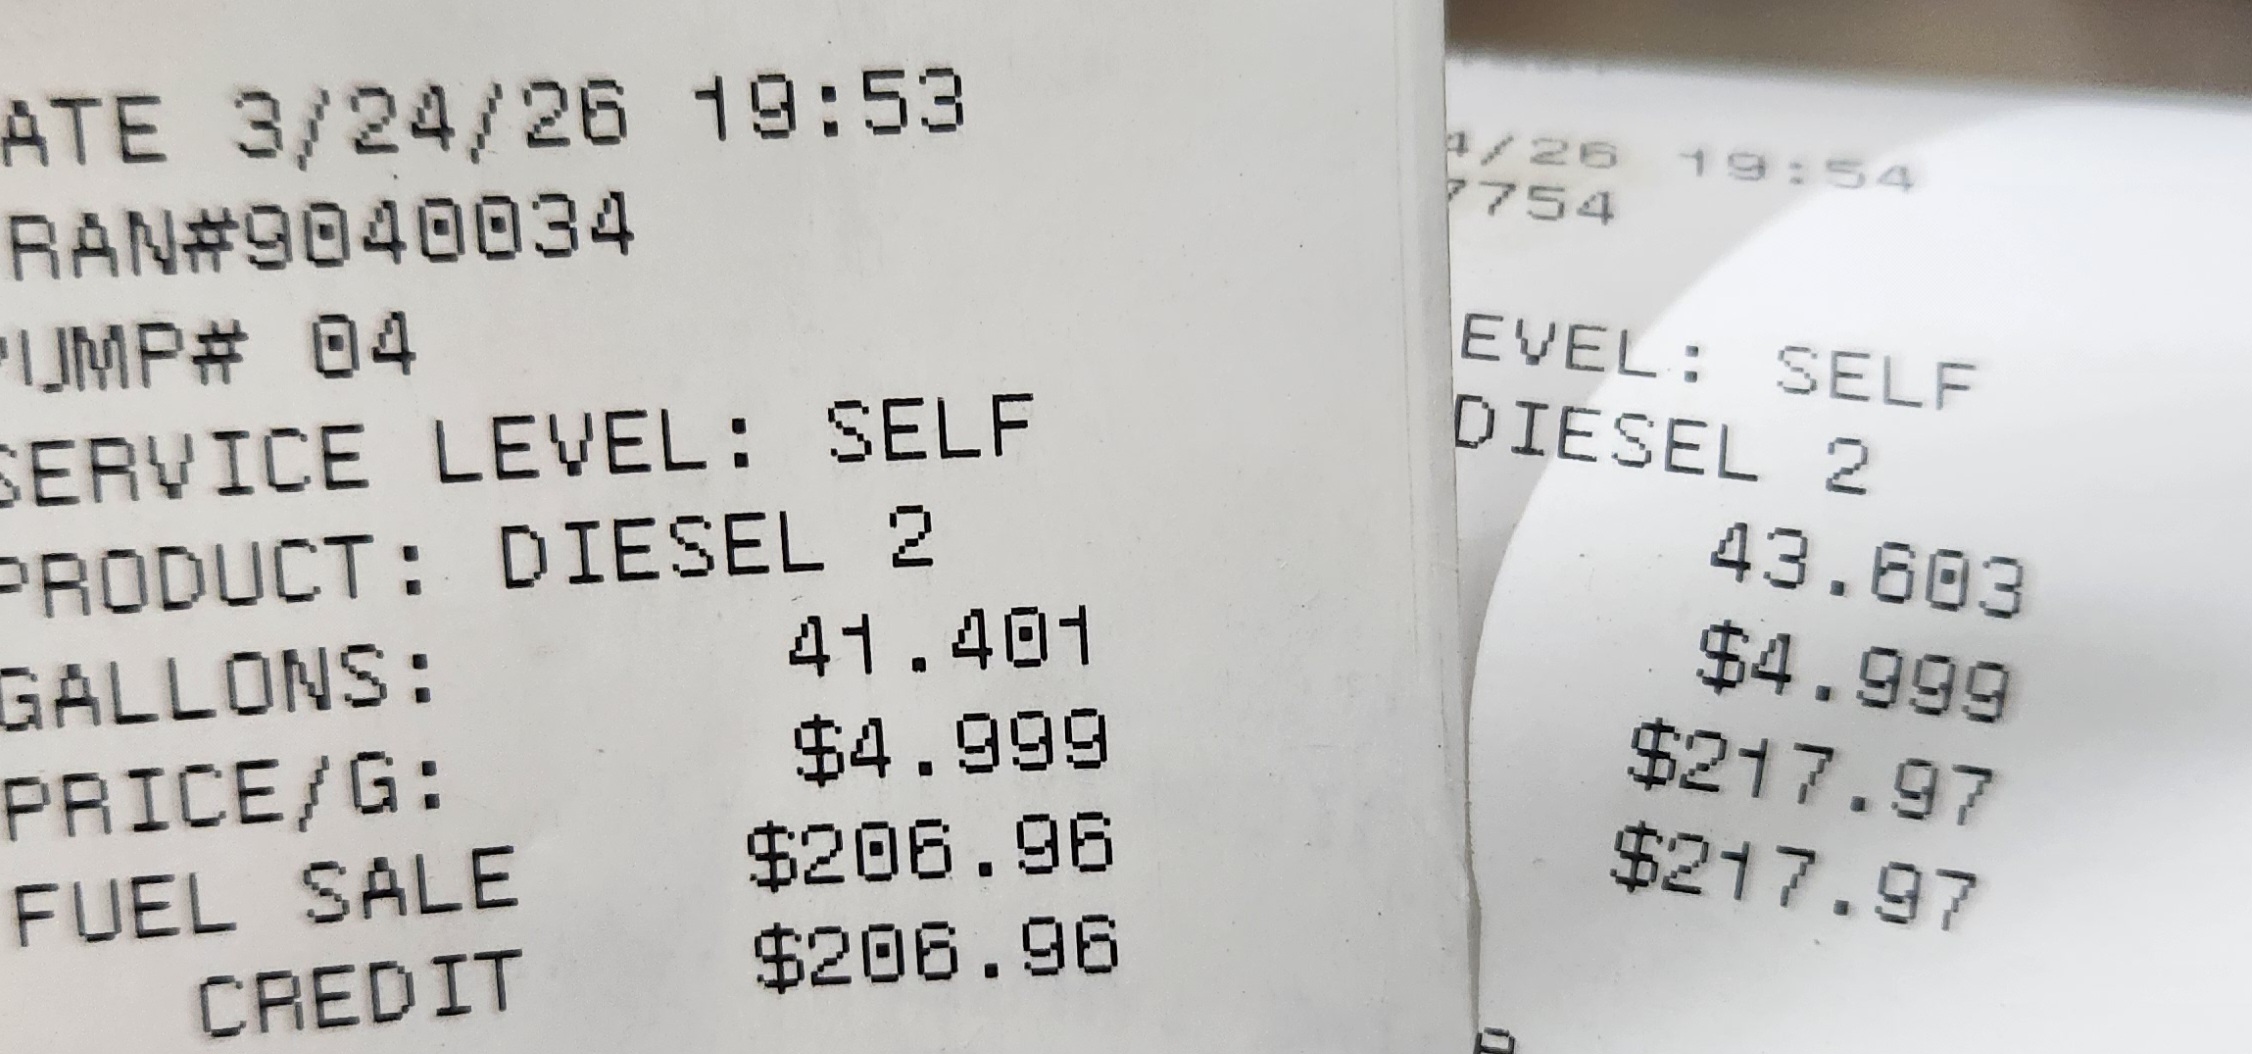 ATE 3/24/26 19:53
RAN#9040034
PUMP# 04
SERVICE LEVEL: SELF
PRODUCT: DIESEL 2
GALLONS: 41.401
PRICE/G: $4.999
FUEL SALE $206.96
CREDIT $206.96
4/26 19:54
7754
EVEL: SELF
DIESEL 2
43.603
$4.999
$217.97
$217.97